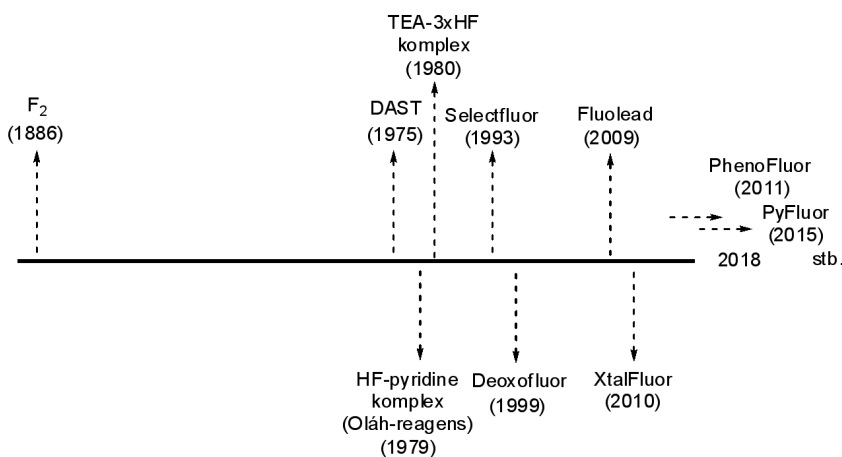 TEA-3xHF
komplex
(1980)
F2
(1886)
DAST
(1975)
Selectfluor
(1993)
Fluolead
(2009)
PhenoFluor
(2011)
PyFluor
(2015)
2018 stb.
HF-pyridine
komplex
(Oláh-reagens)
(1979)
Deoxofluor
(1999)
XtalFluor
(2010)